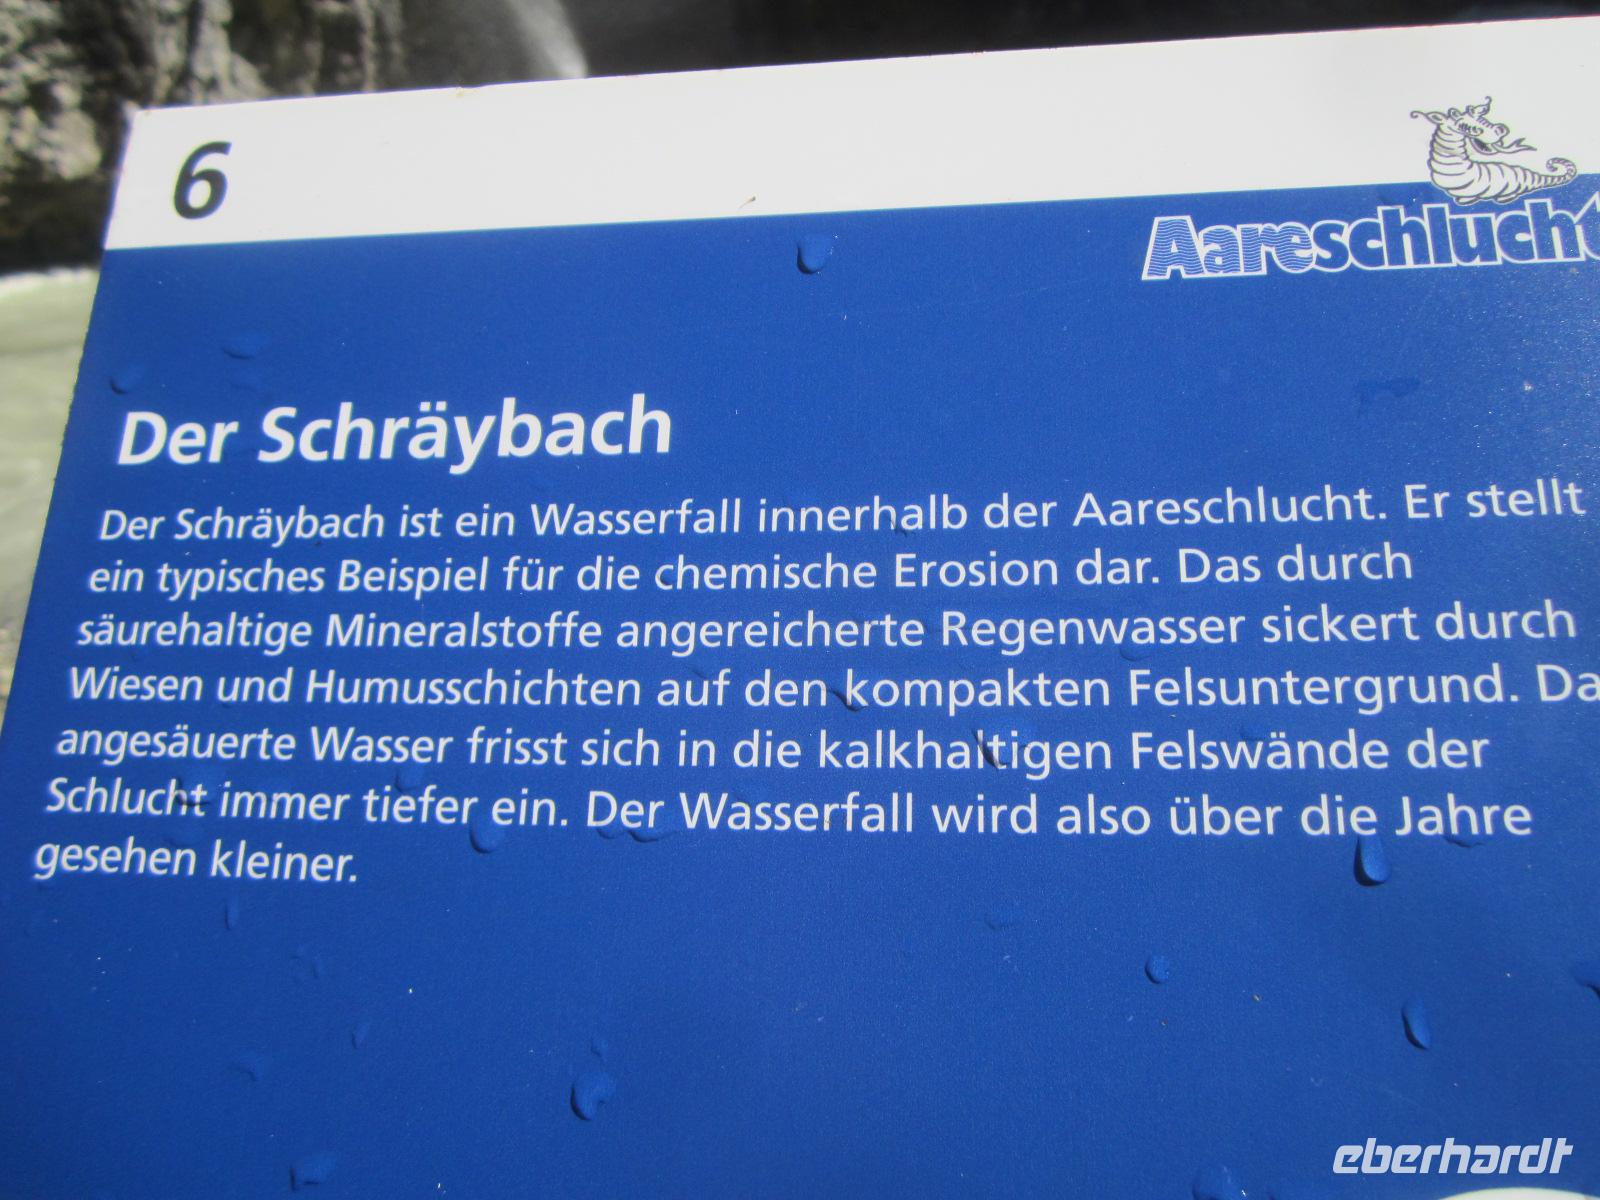 6
Aareschlucht
Der Schräybach
Der Schräybach ist ein Wasserfall innerhalb der Aareschlucht. Er stellt
ein typisches Beispiel für die chemische Erosion dar. Das durch
säurehaltige Mineralstoffe angereicherte Regenwasser sickert durch
Wiesen und Humusschichten auf den kompakten Felsuntergrund. Da
angesäuerte Wasser frisst sich in die kalkhaltigen Felswände der
Schlucht immer tiefer ein. Der Wasserfall wird also über die Jahre
gesehen kleiner.
eberhardt